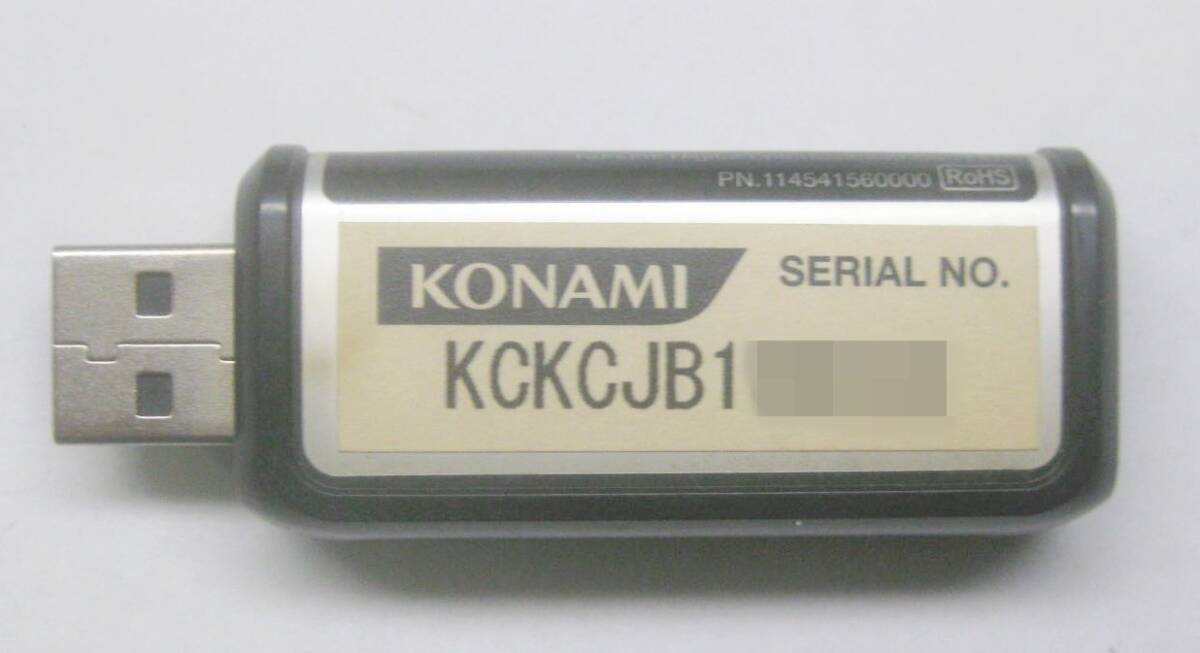 PN.114541560000 RoHS
KONAMI SERIAL NO.
KCKCJB1